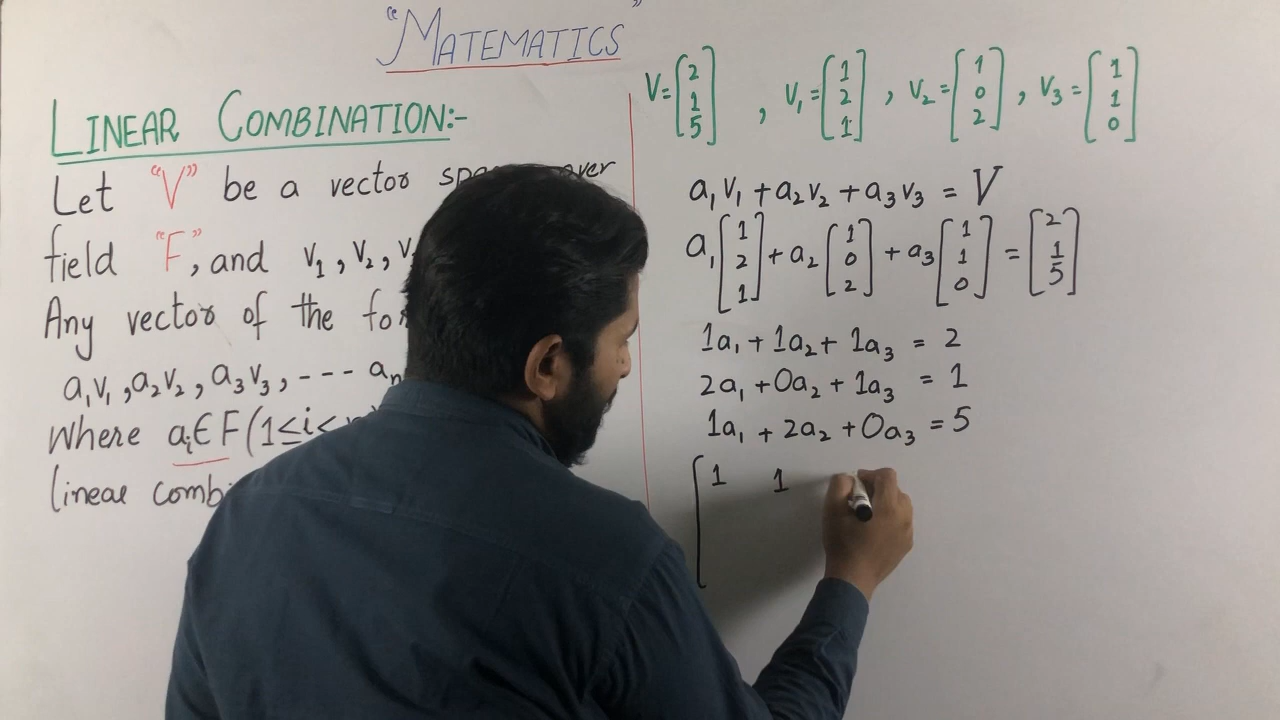 "MATEMATICS"
LINEAR COMBINATION:-
Let "V" be a vector over
field "F", and v₁, v₂,
Any vector of the
a₁v₁, a₂v₂, a₃v₃, --- aₙ
Where aᵢ∈F(1≤i≤
linear
V=[2 1 5], v₁=[1 2 1], v₂=[1 0 2], v₃=[1 1 0]
a₁v₁ + a₂v₂ + a₃v₃ = V
a₁[1 2 1] + a₂[1 0 2] + a₃[1 1 0] = [2 1 5]
1a₁ + 1a₂ + 1a₃ = 2
2a₁ + 0a₂ + 1a₃ = 1
1a₁ + 2a₂ + 0a₃ = 5
[1 1